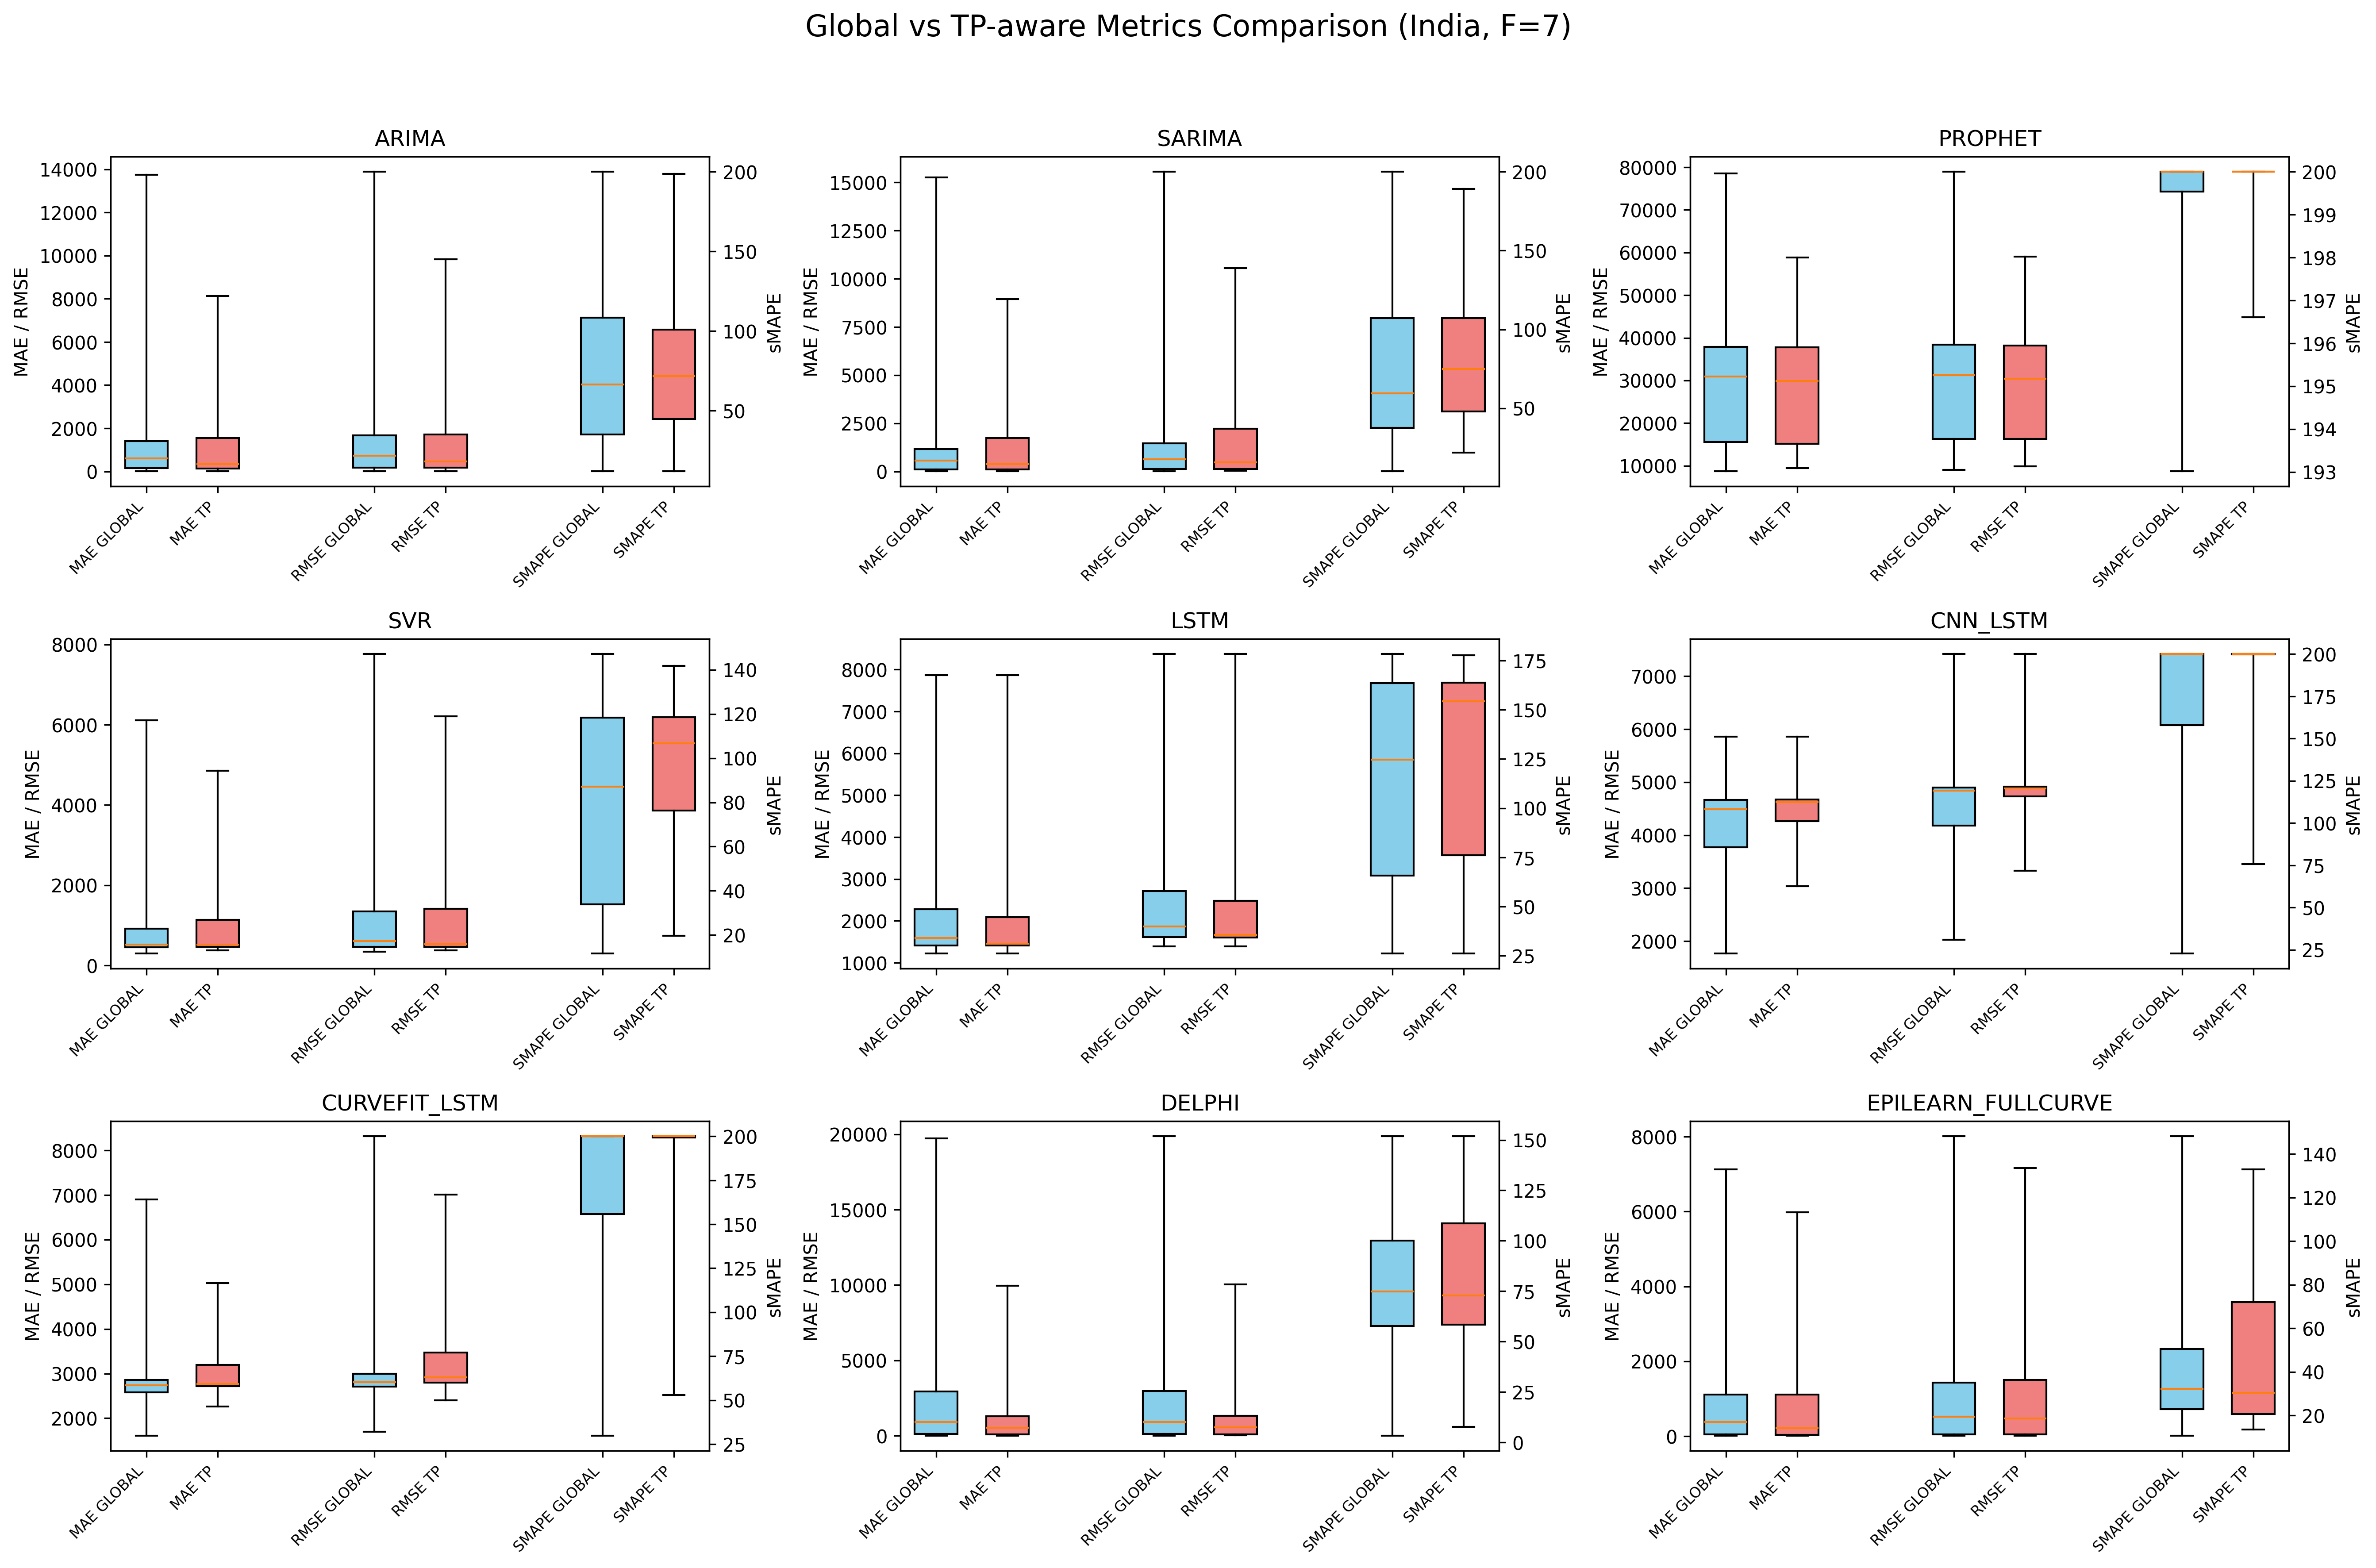 Global vs TP-aware Metrics Comparison (India, F=7)
ARIMA
MAE / RMSE
14000
12000
10000
8000
6000
4000
2000
0
200
150
100
50
sMAPE
MAE GLOBAL
MAE TP
RMSE GLOBAL
RMSE TP
SMAPE GLOBAL
SMAPE TP
SARIMA
MAE / RMSE
15000
12500
10000
7500
5000
2500
0
200
150
100
50
sMAPE
MAE GLOBAL
MAE TP
RMSE GLOBAL
RMSE TP
SMAPE GLOBAL
SMAPE TP
PROPHET
MAE / RMSE
80000
70000
60000
50000
40000
30000
20000
10000
200
199
198
197
196
195
194
193
sMAPE
MAE GLOBAL
MAE TP
RMSE GLOBAL
RMSE TP
SMAPE GLOBAL
SMAPE TP
SVR
MAE / RMSE
8000
6000
4000
2000
0
140
120
100
80
60
40
20
sMAPE
MAE GLOBAL
MAE TP
RMSE GLOBAL
RMSE TP
SMAPE GLOBAL
SMAPE TP
LSTM
MAE / RMSE
8000
7000
6000
5000
4000
3000
2000
1000
175
150
125
100
75
50
25
sMAPE
MAE GLOBAL
MAE TP
RMSE GLOBAL
RMSE TP
SMAPE GLOBAL
SMAPE TP
CNN_LSTM
MAE / RMSE
7000
6000
5000
4000
3000
2000
200
175
150
125
100
75
50
25
sMAPE
MAE GLOBAL
MAE TP
RMSE GLOBAL
RMSE TP
SMAPE GLOBAL
SMAPE TP
CURVEFIT_LSTM
MAE / RMSE
8000
7000
6000
5000
4000
3000
2000
200
175
150
125
100
75
50
25
sMAPE
MAE GLOBAL
MAE TP
RMSE GLOBAL
RMSE TP
SMAPE GLOBAL
SMAPE TP
DELPHI
MAE / RMSE
20000
15000
10000
5000
0
150
125
100
75
50
25
0
sMAPE
MAE GLOBAL
MAE TP
RMSE GLOBAL
RMSE TP
SMAPE GLOBAL
SMAPE TP
EPILEARN_FULLCURVE
MAE / RMSE
8000
6000
4000
2000
0
140
120
100
80
60
40
20
sMAPE
MAE GLOBAL
MAE TP
RMSE GLOBAL
RMSE TP
SMAPE GLOBAL
SMAPE TP